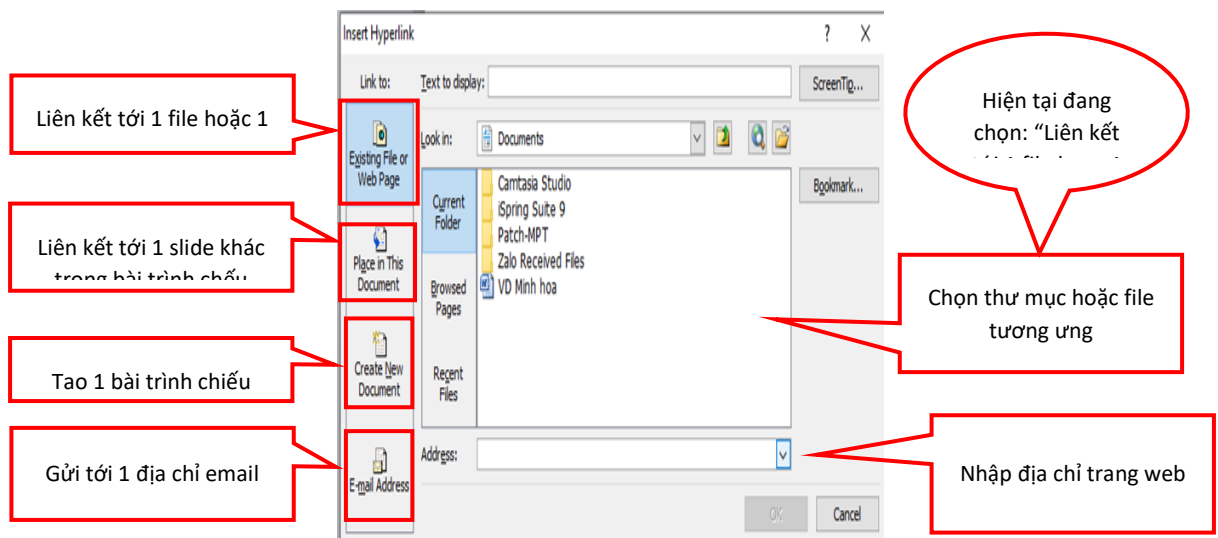 Insert Hyperlink
? X
Link to:
Text to display:
ScreenTip...
Liên kết tới 1 file hoặc 1
Existing File or
Web Page
Look in:
Documents
Bookmark...
Current
Folder
Browsed
Pages
Recent
Files
Camtasia Studio
iSpring Suite 9
Patch-MPT
Zalo Received Files
VD Minh hoa
Liên kết tới 1 slide khác
trong bài trình chiếu
Place in This
Document
Tao 1 bài trình chiếu
Create New
Document
Gửi tới 1 địa chỉ email
E-mail Address
Address:
OK
Cancel
Hiện tại đang
chọn: “Liên kết
Chọn thư mục hoặc file
tương ưng
Nhập địa chỉ trang web